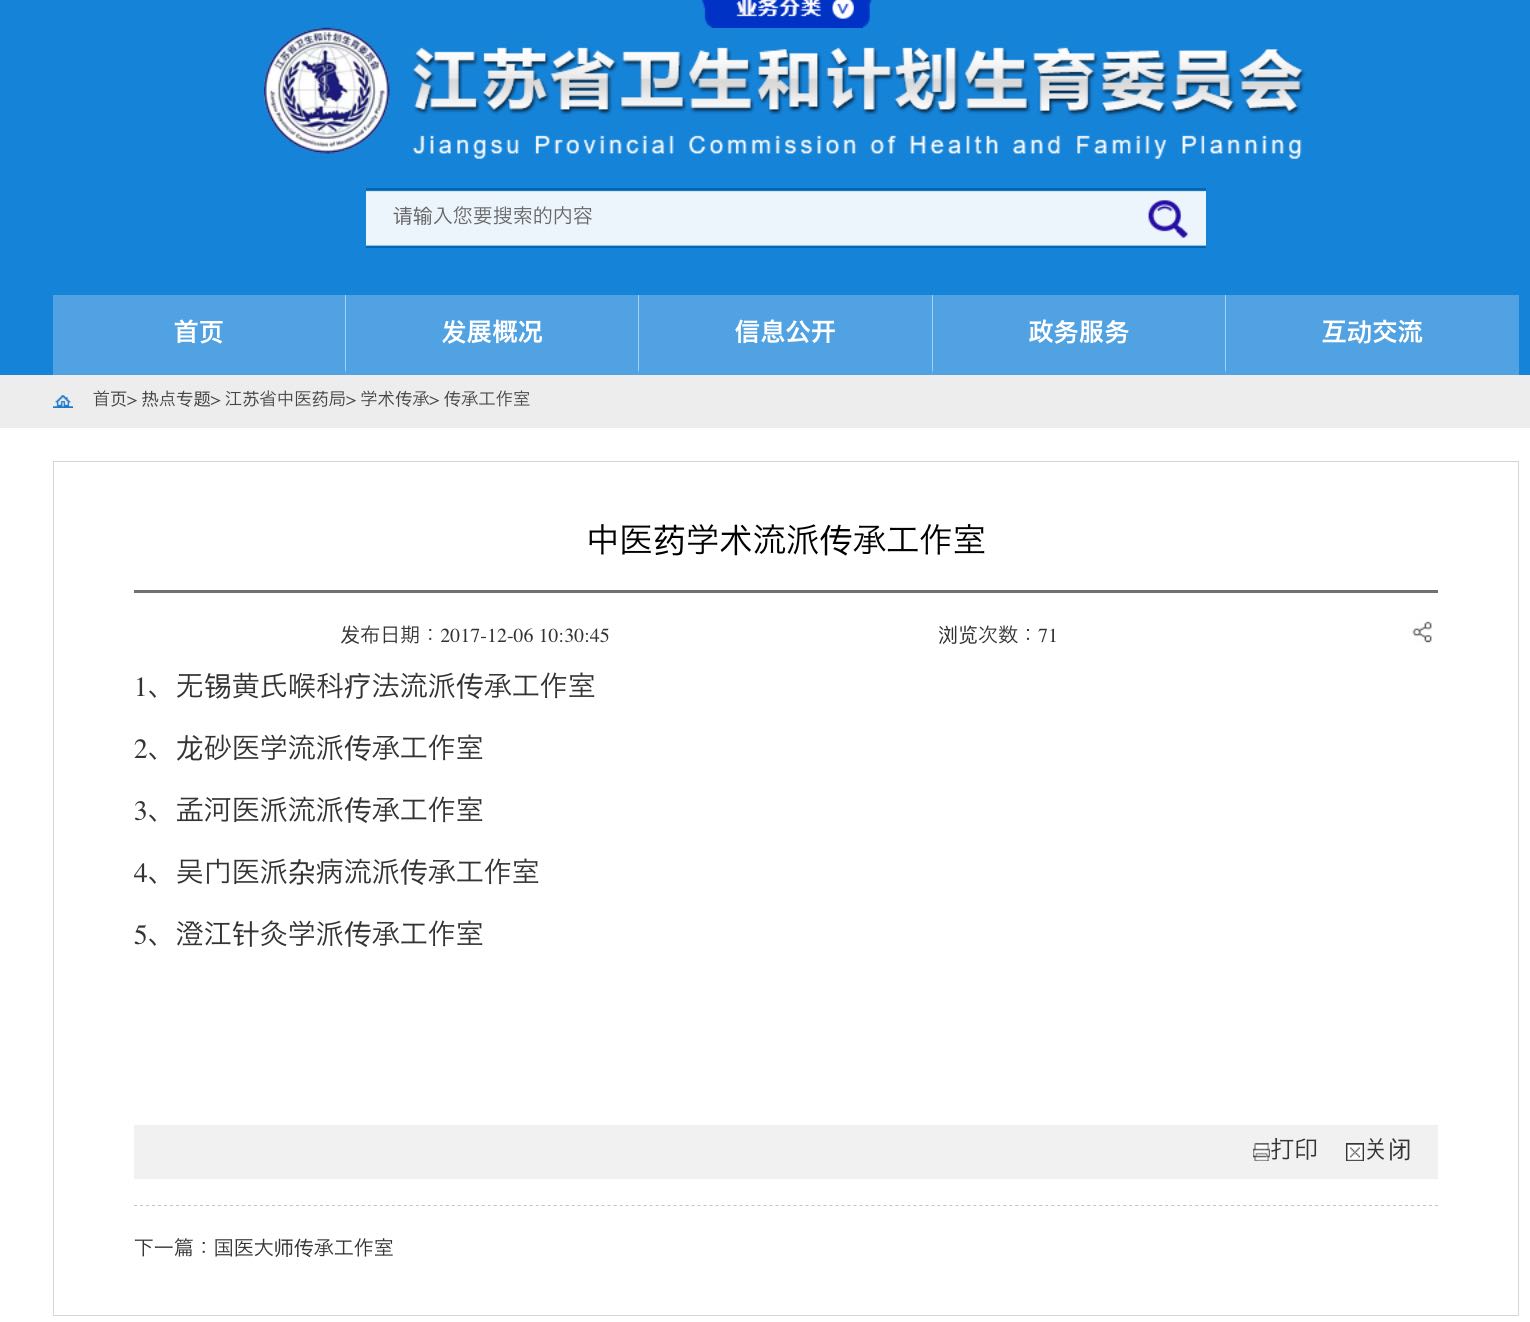 业务分类
江苏省卫生和计划生育委员会
Jiangsu Provincial Commission of Health and Family Planning
请输入您要搜索的内容
首页 发展概况 信息公开 政务服务 互动交流
首页> 热点专题> 江苏省中医药局> 学术传承> 传承工作室
中医药学术流派传承工作室
发布日期：2017-12-06 10:30:45 浏览次数：71
1、无锡黄氏喉科疗法流派传承工作室
2、龙砂医学流派传承工作室
3、孟河医派流派传承工作室
4、吴门医派杂病流派传承工作室
5、澄江针灸学派传承工作室
打印 关闭
下一篇：国医大师传承工作室